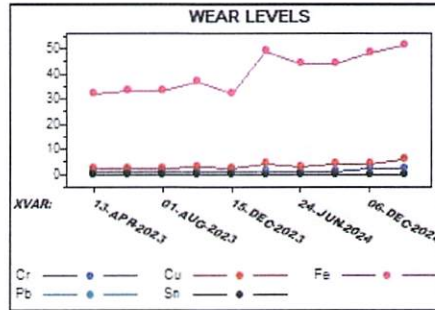 WEAR LEVELS
50
40
30
20
10
0
XVAR:
13-APR-2023
01-AUG-2023
15-DEC-2023
24-JUN-2024
Cr Cu Fe
Pb Sn